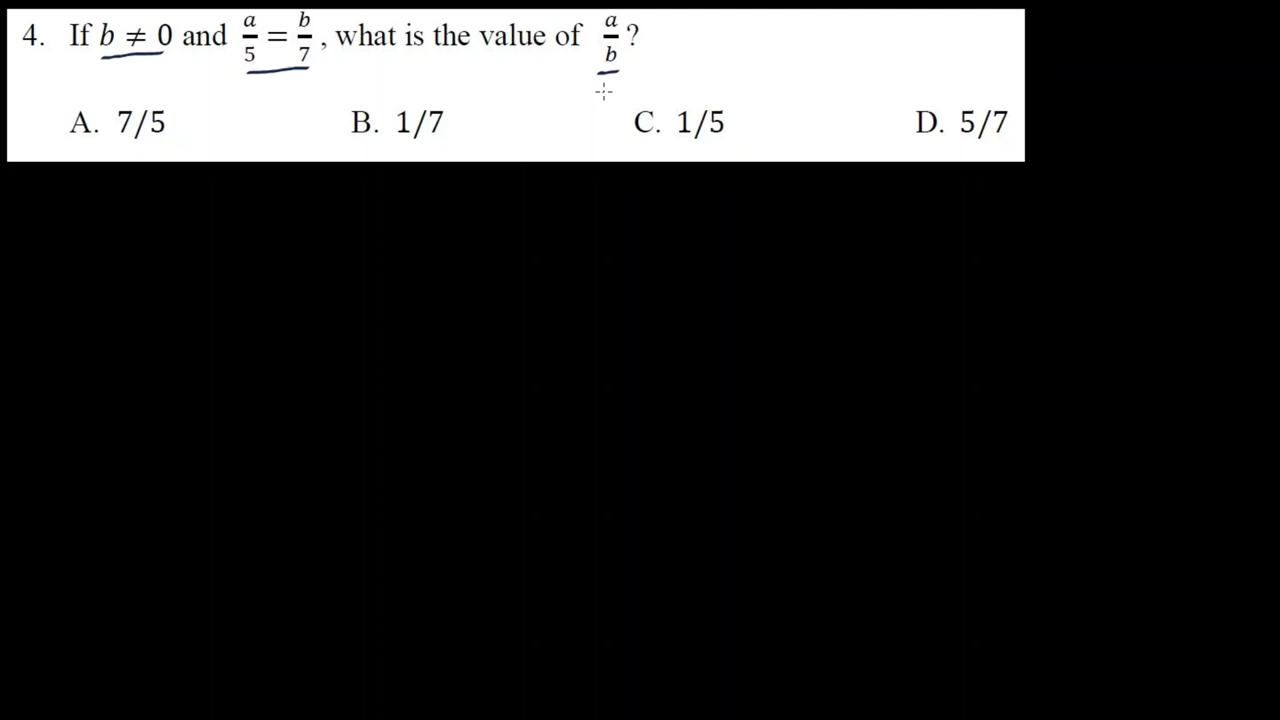 4. If b ≠ 0 and a/5 = b/7, what is the value of a/b?
A. 7/5 B. 1/7 C. 1/5 D. 5/7